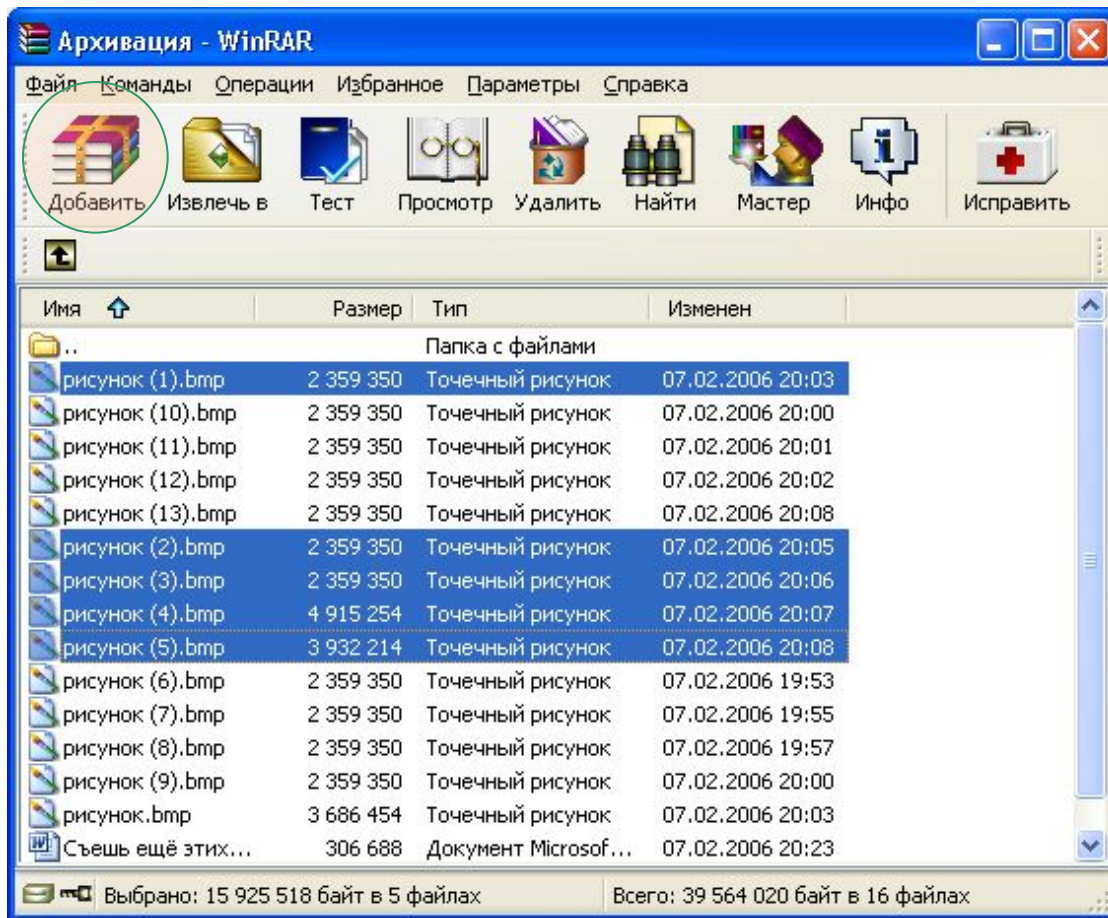 Архивация - WinRAR
Файл Команды Операции Избранное Параметры Справка
Добавить Извлечь в Тест Просмотр Удалить Найти Мастер Инфо Исправить
Имя Размер Тип Изменен
.. Папка с файлами
рисунок (1).bmp 2 359 350 Точечный рисунок 07.02.2006 20:03
рисунок (10).bmp 2 359 350 Точечный рисунок 07.02.2006 20:00
рисунок (11).bmp 2 359 350 Точечный рисунок 07.02.2006 20:01
рисунок (12).bmp 2 359 350 Точечный рисунок 07.02.2006 20:02
рисунок (13).bmp 2 359 350 Точечный рисунок 07.02.2006 20:08
рисунок (2).bmp 2 359 350 Точечный рисунок 07.02.2006 20:05
рисунок (3).bmp 2 359 350 Точечный рисунок 07.02.2006 20:06
рисунок (4).bmp 4 915 254 Точечный рисунок 07.02.2006 20:07
рисунок (5).bmp 3 932 214 Точечный рисунок 07.02.2006 20:08
рисунок (6).bmp 2 359 350 Точечный рисунок 07.02.2006 19:53
рисунок (7).bmp 2 359 350 Точечный рисунок 07.02.2006 19:55
рисунок (8).bmp 2 359 350 Точечный рисунок 07.02.2006 19:57
рисунок (9).bmp 2 359 350 Точечный рисунок 07.02.2006 20:00
рисунок.bmp 3 686 454 Точечный рисунок 07.02.2006 20:03
Съешь ещё этих... 306 688 Документ Microsof... 07.02.2006 20:23
Выбрано: 15 925 518 байт в 5 файлах Всего: 39 564 020 байт в 16 файлах